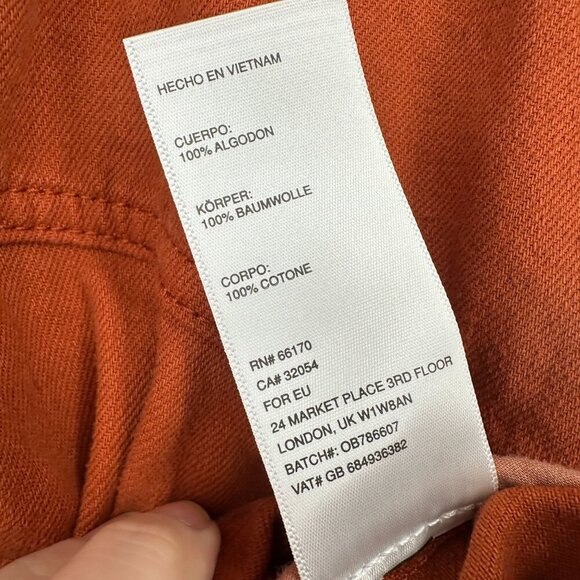 HECHO EN VIETNAM
CUERPO:
100% ALGODON
KÖRPER:
100% BAUMWOLLE
CORPO:
100% COTONE
RN# 66170
CA# 32054
FOR EU
24 MARKET PLACE 3RD FLOOR
LONDON, UK W1W8AN
BATCH#: OB786607
VAT# GB 684936382